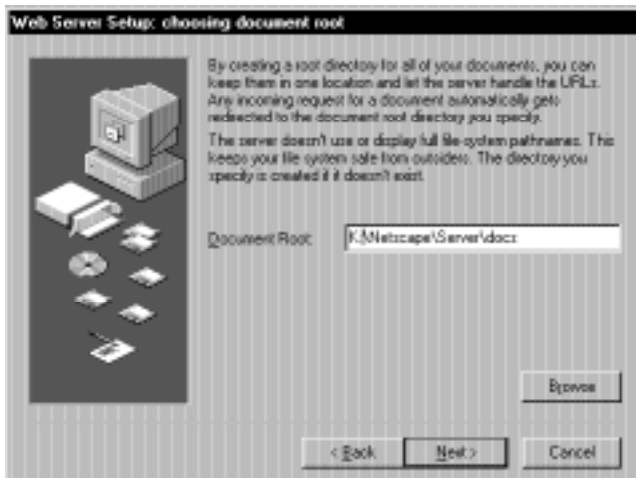 Web Server Setup: choosing document root
By creating a root directory for all of your documents, you can
keep them in one location and let the server handle the URLs.
Any incoming request for a document automatically gets
redirected to the document root directory you specify.
The server doesn't use or display full file-system pathnames. This
keeps your file system safe from outsiders. The directory you
specify is created if it doesn't exist.
Document Root: K:\Netscape\Server\docs
Browse
< Back Next > Cancel